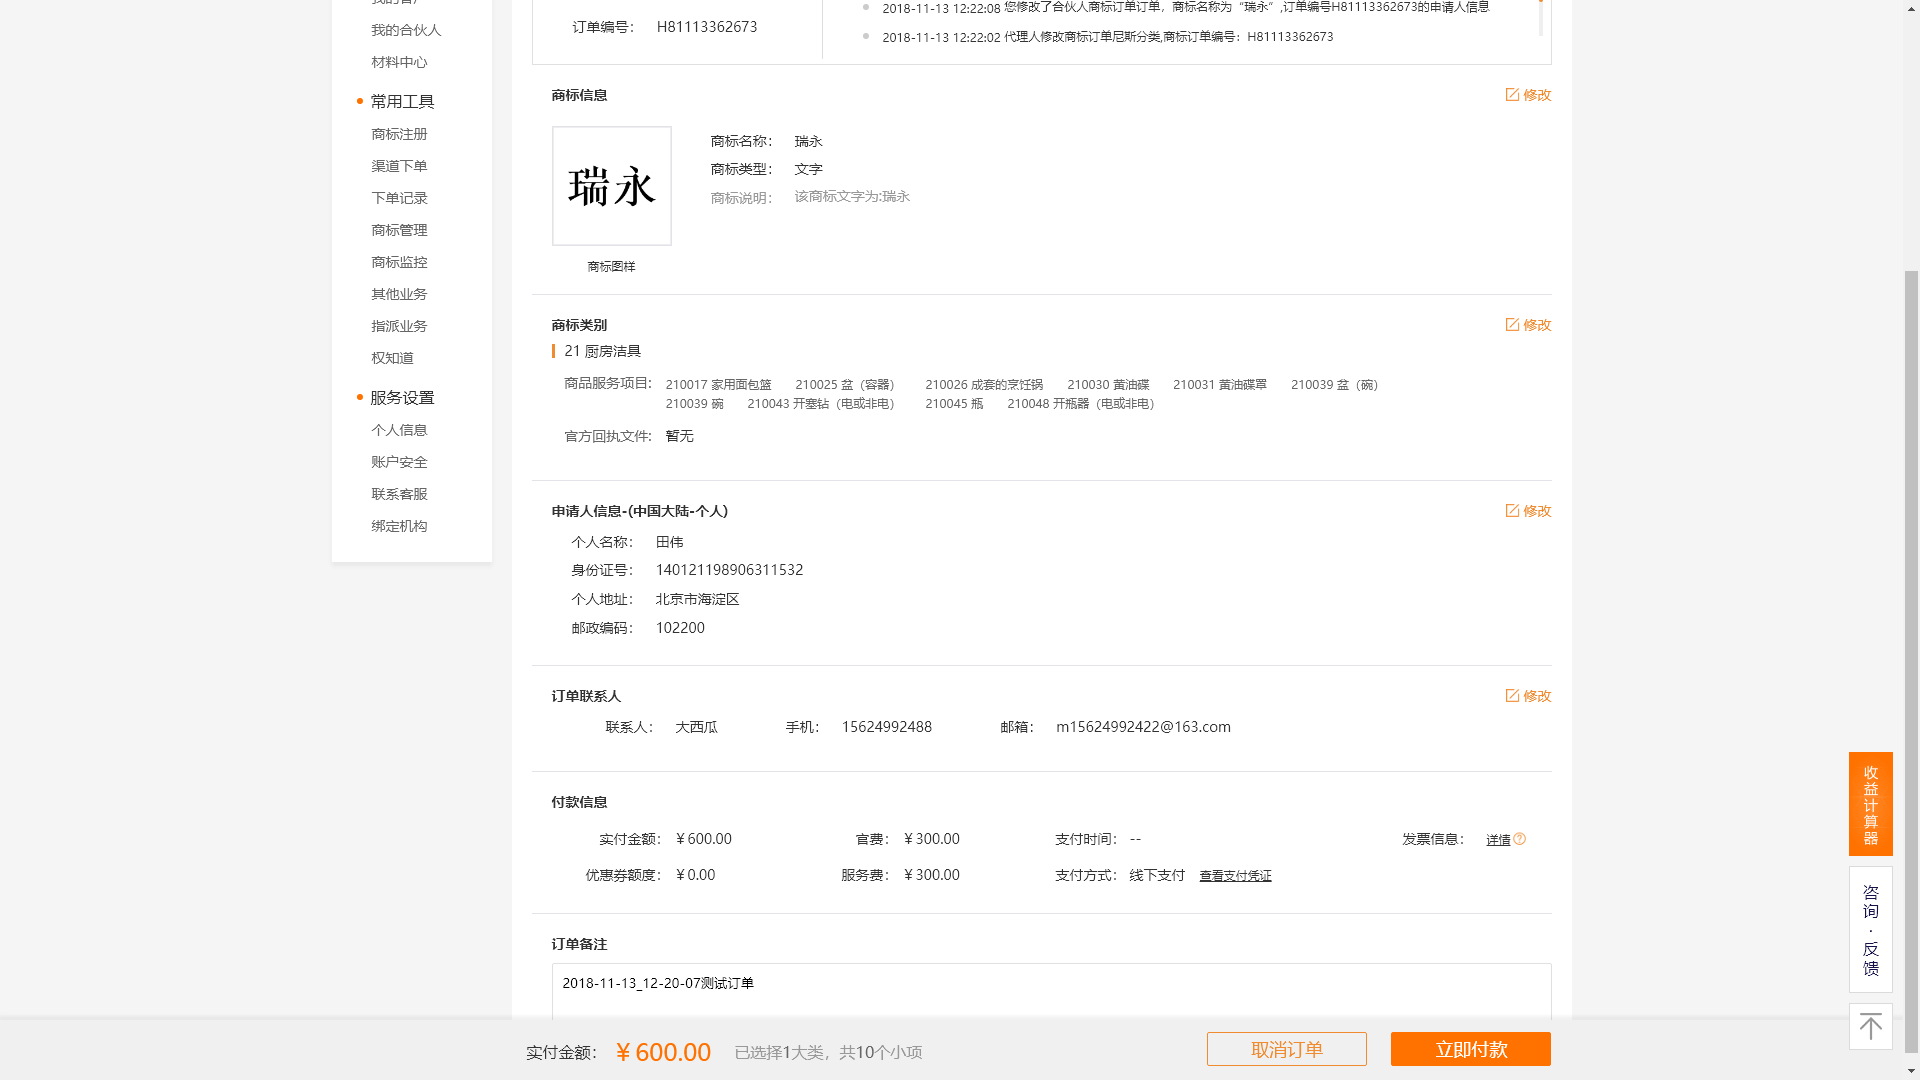 我的合伙人
材料中心
常用工具
商标注册
渠道下单
下单记录
商标管理
商标监控
其他业务
指派业务
权知道
服务设置
个人信息
账户安全
联系客服
绑定机构
订单编号： H81113362673
2018-11-13 12:22:08 您修改了合伙人商标订单订单，商标名称为“瑞永”,订单编号H81113362673的申请人信息
2018-11-13 12:22:02 代理人修改商标订单尼斯分类,商标订单编号：H81113362673
商标信息 修改
瑞永
商标图样
商标名称： 瑞永
商标类型： 文字
商标说明： 该商标文字为:瑞永
商标类别 修改
21 厨房洁具
商品服务项目: 210017 家用面包篮 210025 盆（容器） 210026 成套的烹饪锅 210030 黄油碟 210031 黄油碟罩 210039 盆（碗）
210039 碗 210043 开塞钻（电或非电） 210045 瓶 210048 开瓶器（电或非电）
官方回执文件: 暂无
申请人信息-(中国大陆-个人) 修改
个人名称： 田伟
身份证号： 140121198906311532
个人地址： 北京市海淀区
邮政编码： 102200
订单联系人 修改
联系人： 大西瓜 手机： 15624992488 邮箱： m15624992422@163.com
付款信息
实付金额： ￥600.00 官费： ￥300.00 支付时间： -- 发票信息： 详情
优惠券额度： ￥0.00 服务费： ￥300.00 支付方式： 线下支付 查看支付凭证
订单备注
2018-11-13_12-20-07测试订单
实付金额： ￥600.00 已选择1大类，共10个小项 取消订单 立即付款
收益计算器
咨询·反馈